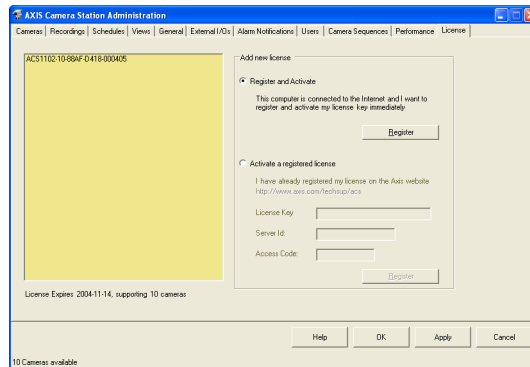 AXIS Camera Station Administration
Cameras Recordings Schedules Views General External I/Os Alarm Notifications Users Camera Sequences Performance License
ACS1102-10-88AF-D418-000405
Add new license
Register and Activate
This computer is connected to the Internet and I want to
register and activate my license key immediately
Register
Activate a registered license
I have already registered my license on the Axis website
http://www.axis.com/techsup/acs
License Key
Server Id:
Access Code:
Register
License Expires 2004-11-14, supporting 10 cameras
Help OK Apply Cancel
10 Cameras available